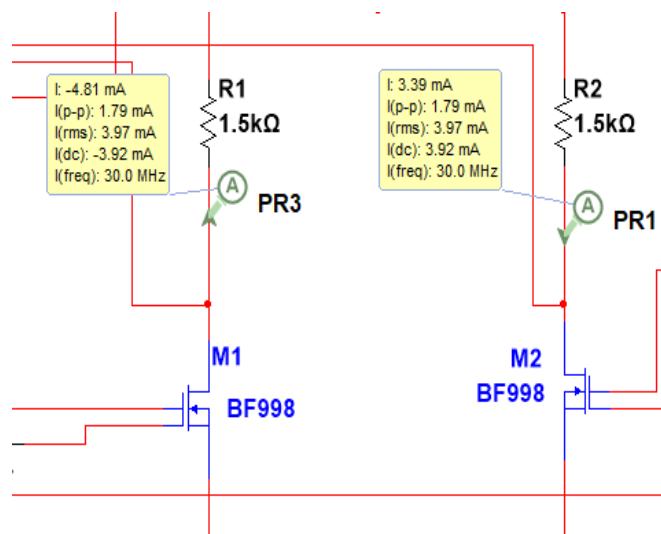 I: -4.81 mA
I(p-p): 1.79 mA
I(rms): 3.97 mA
I(dc): -3.92 mA
I(freq): 30.0 MHz
R1
1.5kΩ
A
PR3
I: 3.39 mA
I(p-p): 1.79 mA
I(rms): 3.97 mA
I(dc): 3.92 mA
I(freq): 30.0 MHz
R2
1.5kΩ
A
PR1
M1
BF998
M2
BF998